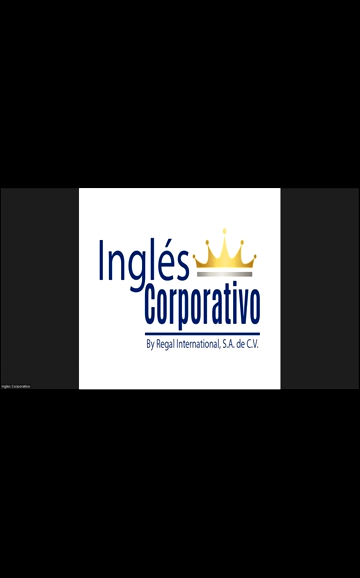 Inglés
Corporativo
By Regal International, S.A. de C.V.
Inglés Corporativo